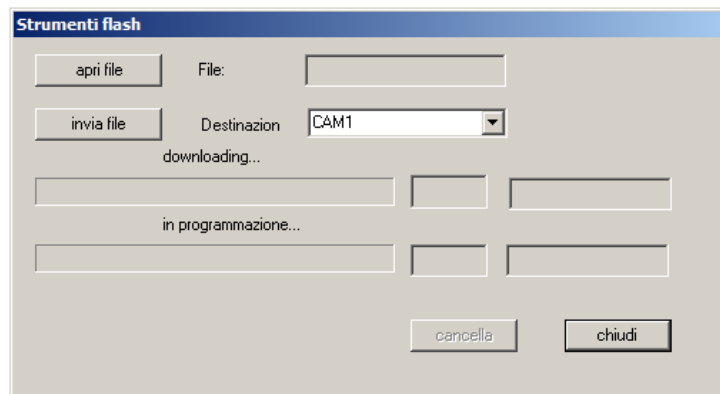 Strumenti flash
apri file File:
invia file Destinazion CAM1
downloading...
in programmazione...
cancella chiudi